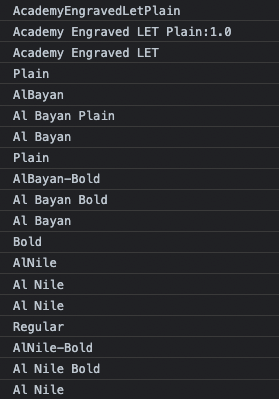 AcademyEngravedLetPlain
Academy Engraved LET Plain:1.0
Academy Engraved LET
Plain
AlBayan
Al Bayan Plain
Al Bayan
Plain
AlBayan-Bold
Al Bayan Bold
Al Bayan
Bold
AlNile
Al Nile
Al Nile
Regular
AlNile-Bold
Al Nile Bold
Al Nile